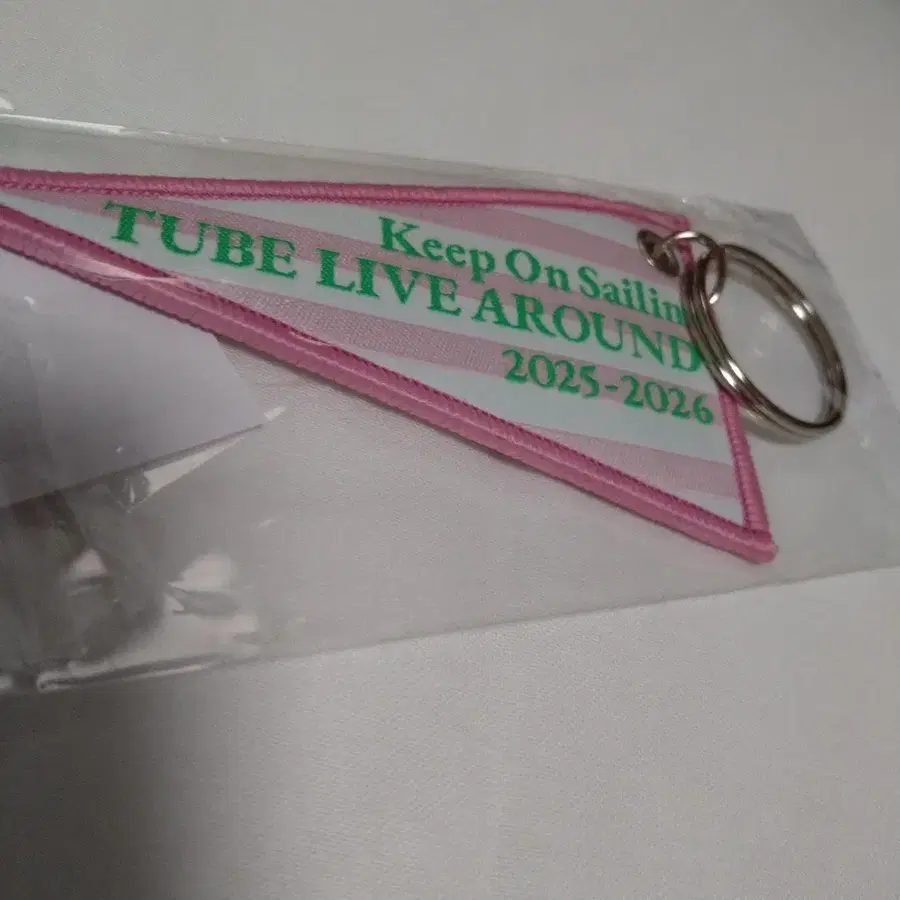 Keep On Sailin
TUBE LIVE AROUND
2025-2026